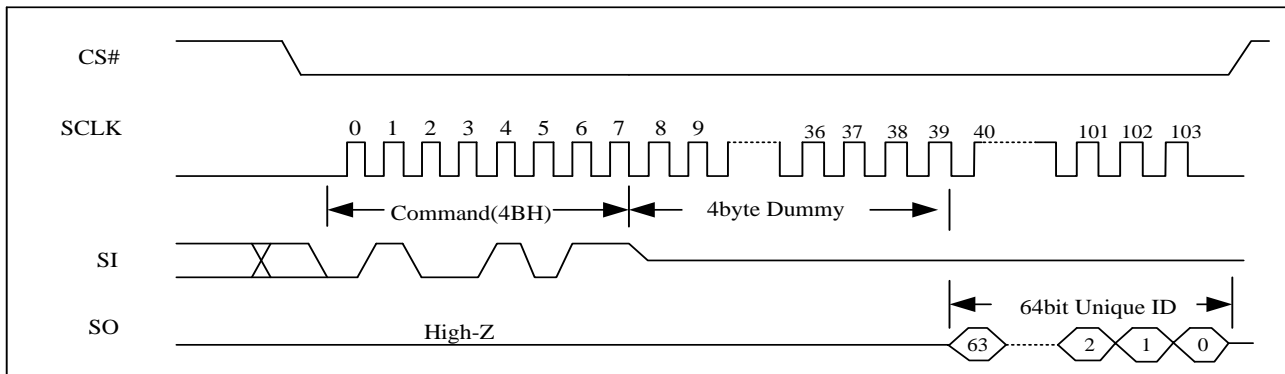 CS#
SCLK
0 1 2 3 4 5 6 7 8 9 36 37 38 39 40 101 102 103
Command(4BH)
4byte Dummy
SI
64bit Unique ID
SO
High-Z
63 2 1 0